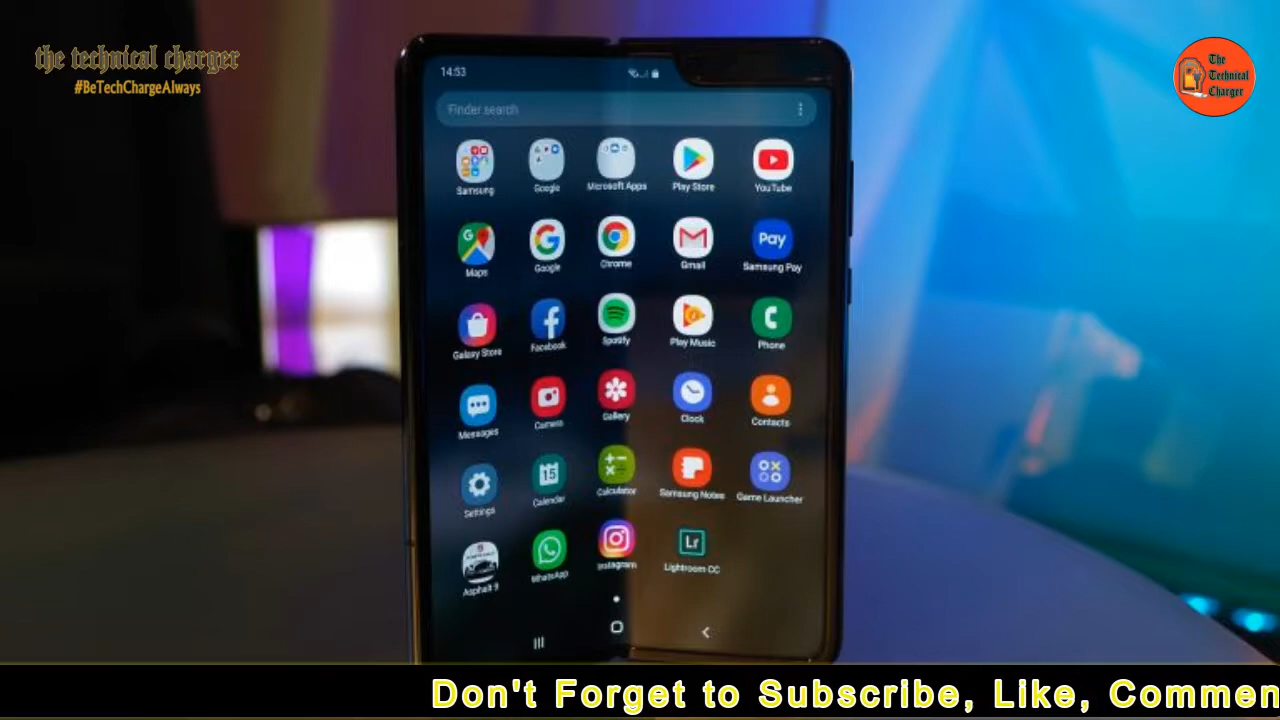 the technical charger
#BeTechChargeAlways
The
Technical
Charger
14:53
Finder search
Samsung
Google
Microsoft Apps
Play Store
YouTube
Maps
Google
Chrome
Gmail
Pay
Samsung Pay
Galaxy Store
Facebook
Spotify
Play Music
Phone
Messages
Camera
Gallery
Clock
Contacts
Settings
15
Calendar
Calculator
Samsung Notes
Game Launcher
Asphalt 9
WhatsApp
Instagram
Lr
Lightroom CC
Don't Forget to Subscribe, Like, Commen